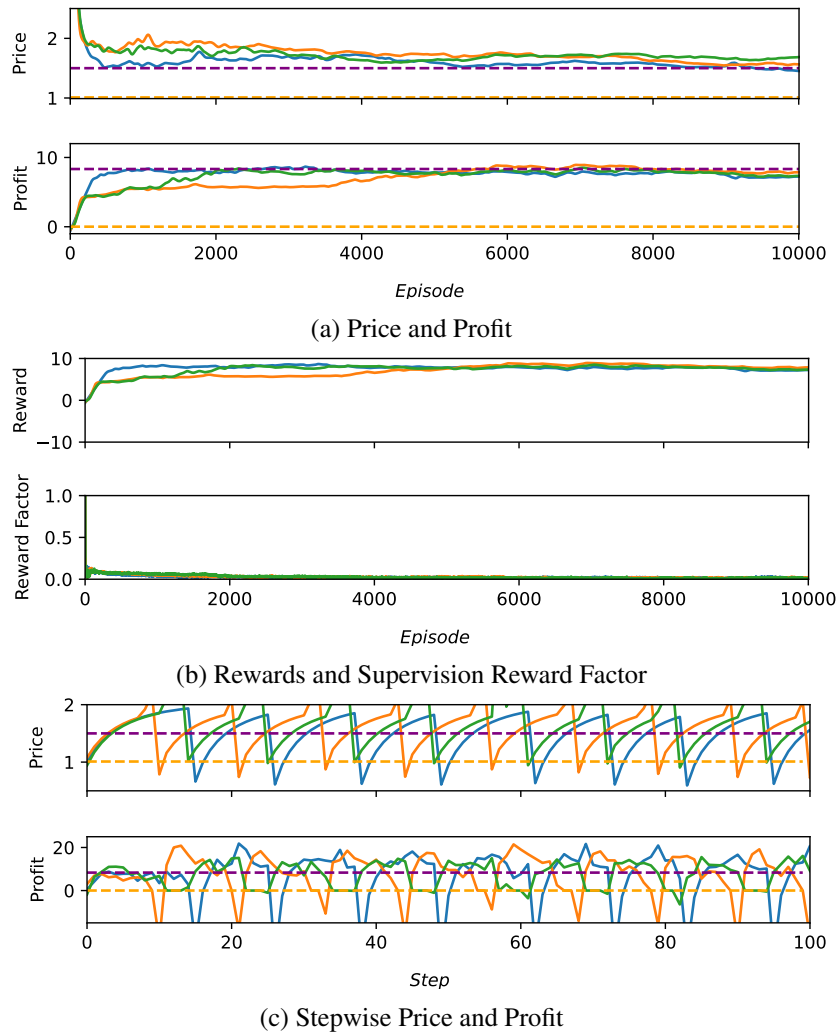 Price
2
1
Profit
10
0
0 2000 4000 6000 8000 10000
Episode
(a) Price and Profit
Reward
10
0
−10
Reward Factor
1.0
0.5
0.0
0 2000 4000 6000 8000 10000
Episode
(b) Rewards and Supervision Reward Factor
Price
2
1
Profit
20
0
0 20 40 60 80 100
Step
(c) Stepwise Price and Profit